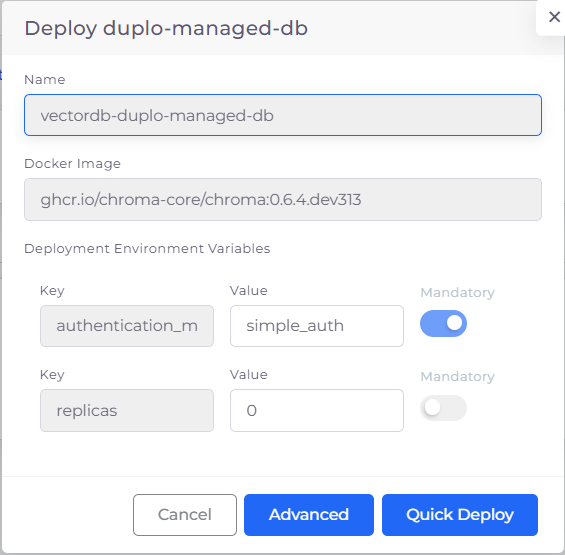 Deploy duplo-managed-db
Name
vectordb-duplo-managed-db
Docker Image
ghcr.io/chroma-core/chroma:0.6.4.dev313
Deployment Environment Variables
Key Value Mandatory
authentication_m simple_auth
Key Value Mandatory
replicas 0
Cancel Advanced Quick Deploy